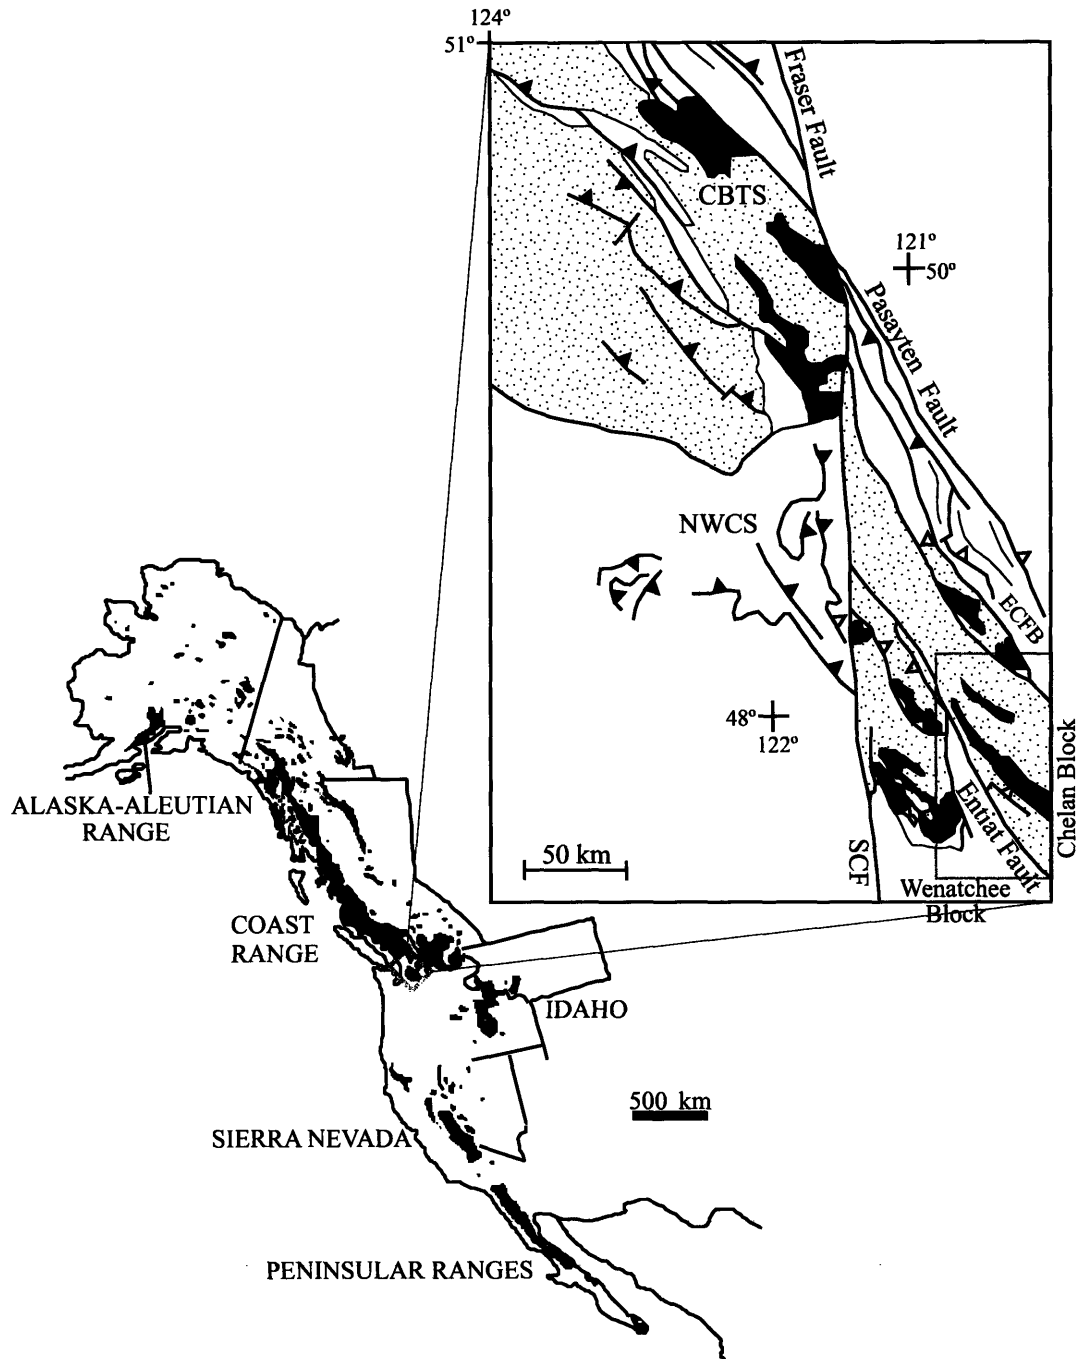 124°
51°
Fraser Fault
CBTS
121°
50°
Pasayten Fault
NWCS
ECFB
48°
122°
Entiat Fault
Chelan Block
50 km
SCF
Wenatchee
Block
ALASKA-ALEUTIAN
RANGE
COAST
RANGE
IDAHO
500 km
SIERRA NEVADA
PENINSULAR RANGES